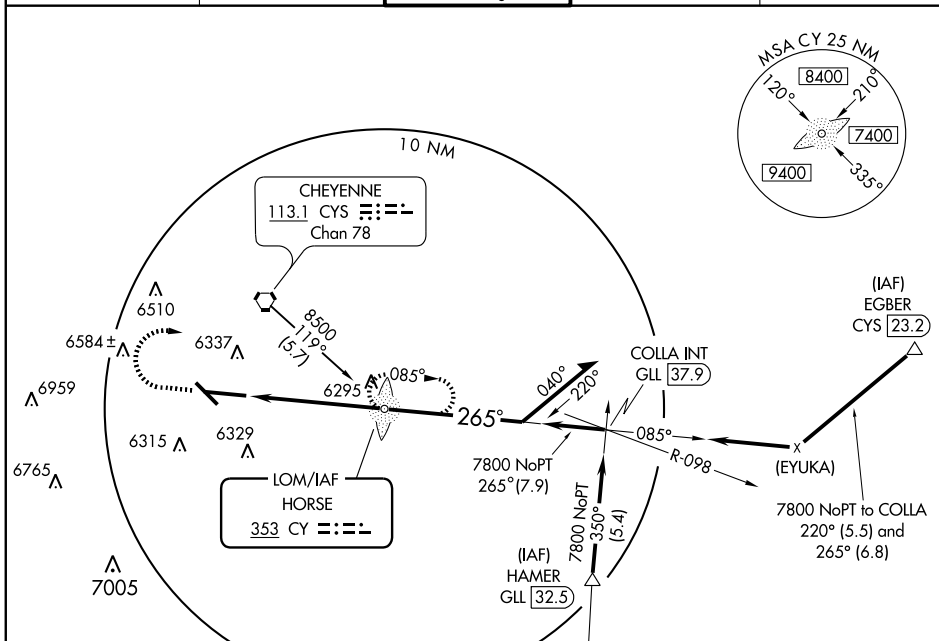 MSA CY 25 NM
8400
120°
210°
7400
9400
335°
10 NM
CHEYENNE
113.1 CYS
Chan 78
6510
6584 ±
6337
8500
119°
(5.7)
(IAF)
EGBER
CYS 23.2
COLLA INT
GLL 37.9
6959
6295
085°
040°
220°
265°
085°
R-098
(EYUKA)
6315
6329
6765
7800 NoPT
265° (7.9)
LOM/IAF
HORSE
353 CY
7800 NoPT
350°
(5.4)
7800 NoPT to COLLA
220° (5.5) and
265° (6.8)
7005
(IAF)
HAMER
GLL 32.5